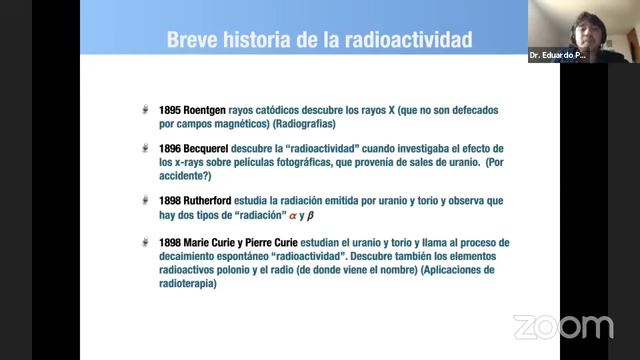 Breve historia de la radioactividad
Dr. Eduardo P...
1895 Roentgen rayos catódicos descubre los rayos X (que no son defecados
por campos magnéticos) (Radiografias)
1896 Becquerel descubre la “radioactividad” cuando investigaba el efecto de
los x-rays sobre películas fotográficas, que provenía de sales de uranio. (Por
accidente?)
1898 Rutherford estudia la radiación emitida por uranio y torio y observa que
hay dos tipos de “radiación” α y β
1898 Marie Curie y Pierre Curie estudian el uranio y torio y llama al proceso de
decaimiento espontáneo “radioactividad”. Descubre también los elementos
radioactivos polonio y el radio (de donde viene el nombre) (Aplicaciones de
radioterapia)
zoom